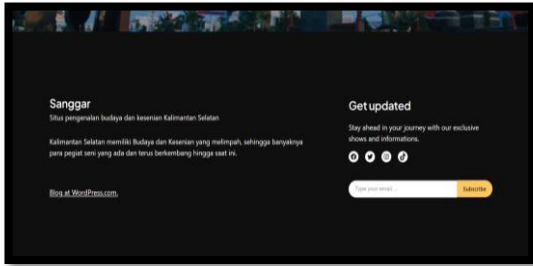 Sanggar
Situs pengenalan budaya dan kesenian Kalimantan Selatan
Kalimantan Selatan memiliki Budaya dan Kesenian yang melimpah, sehingga banyaknya
para pegiat seni yang ada dan terus berkembang hingga saat ini.
Blog at WordPress.com.
Get updated
Stay ahead in your journey with our exclusive
shows and informations.
Type your email…
Subscribe